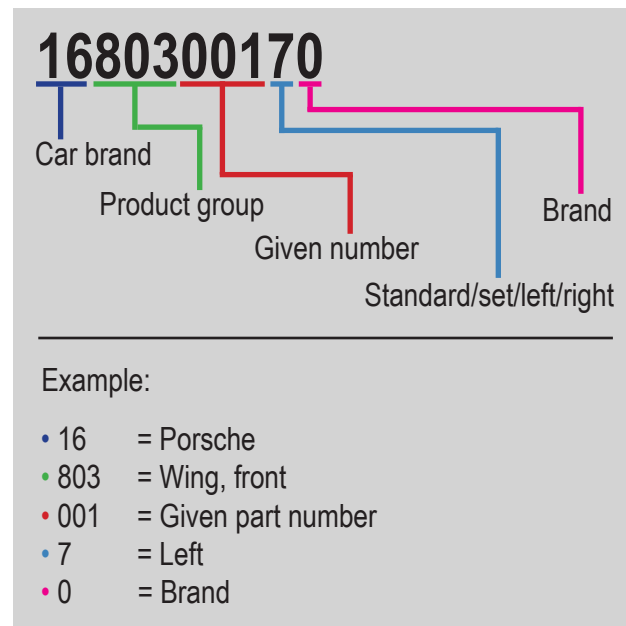 1680300170
Car brand
Product group
Brand
Given number
Standard/set/left/right
Example:
• 16 = Porsche
• 803 = Wing, front
• 001 = Given part number
• 7 = Left
• 0 = Brand